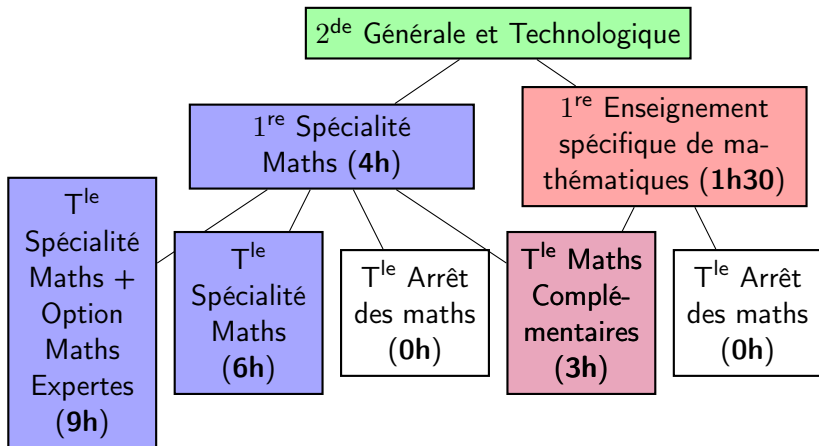 2de Générale et Technologique
1re Spécialité
Maths (4h)
1re Enseignement
spécifique de ma-
thématiques (1h30)
Tle
Spécialité
Maths +
Option
Maths
Expertes
(9h)
Tle
Spécialité
Maths
(6h)
Tle Arrêt
des maths
(0h)
Tle Maths
Complé-
mentaires
(3h)
Tle Arrêt
des maths
(0h)